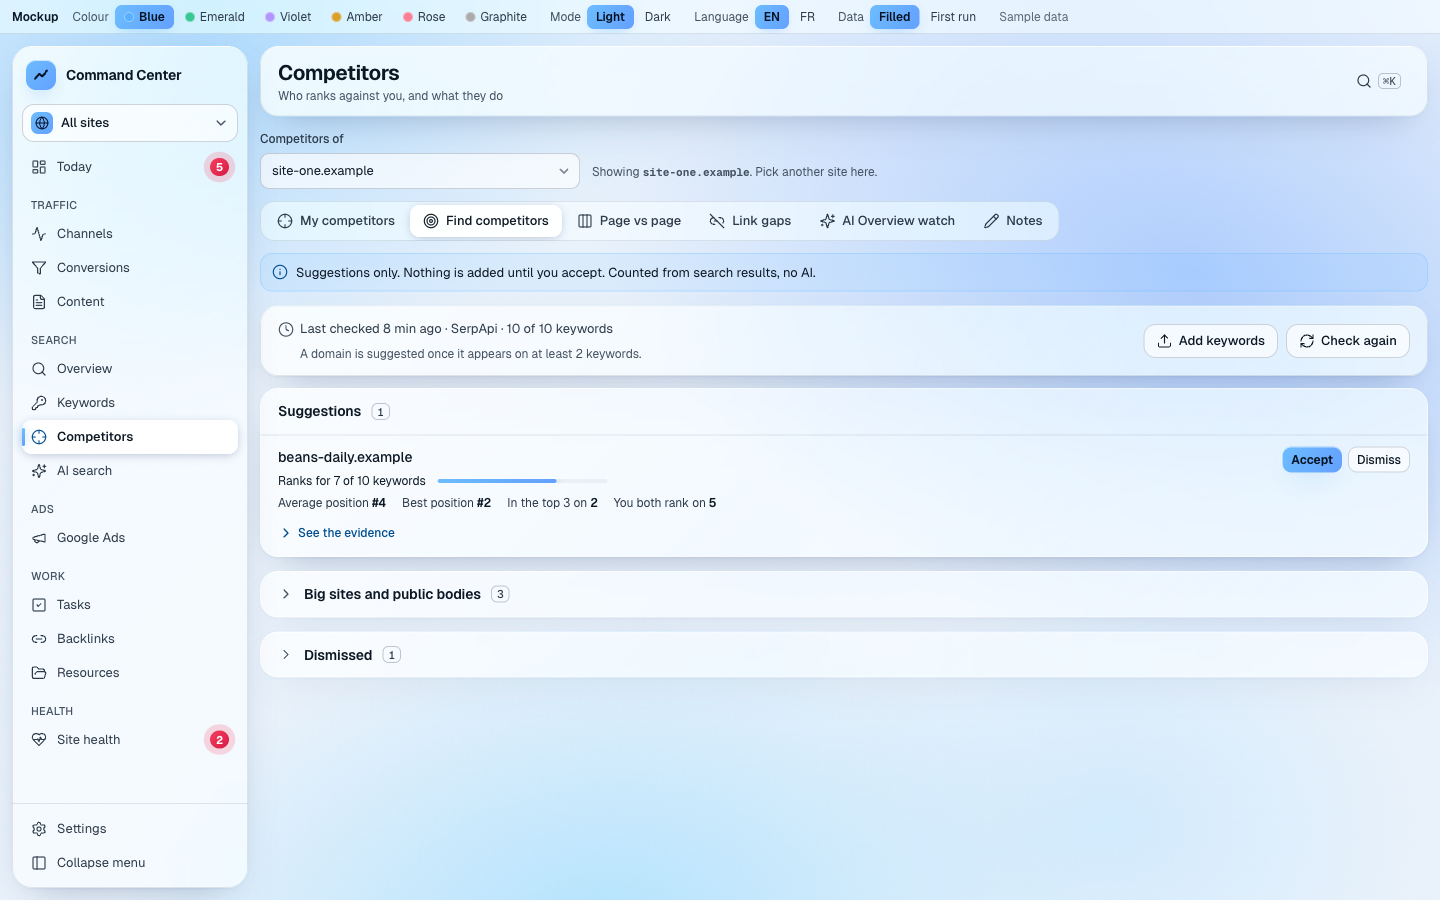 Mockup Colour Blue Emerald Violet Amber Rose Graphite Mode Light Dark Language EN FR Data Filled First run Sample data
Command Center
All sites
Today 5
TRAFFIC
Channels
Conversions
Content
SEARCH
Overview
Keywords
Competitors
AI search
ADS
Google Ads
WORK
Tasks
Backlinks
Resources
HEALTH
Site health 2
Settings
Collapse menu
Competitors
Who ranks against you, and what they do
⌘K
Competitors of
site-one.example
Showing site-one.example. Pick another site here.
My competitors Find competitors Page vs page Link gaps AI Overview watch Notes
Suggestions only. Nothing is added until you accept. Counted from search results, no AI.
Last checked 8 min ago · SerpApi · 10 of 10 keywords
A domain is suggested once it appears on at least 2 keywords.
Add keywords Check again
Suggestions 1
beans-daily.example
Accept Dismiss
Ranks for 7 of 10 keywords
Average position #4 Best position #2 In the top 3 on 2 You both rank on 5
See the evidence
Big sites and public bodies 3
Dismissed 1